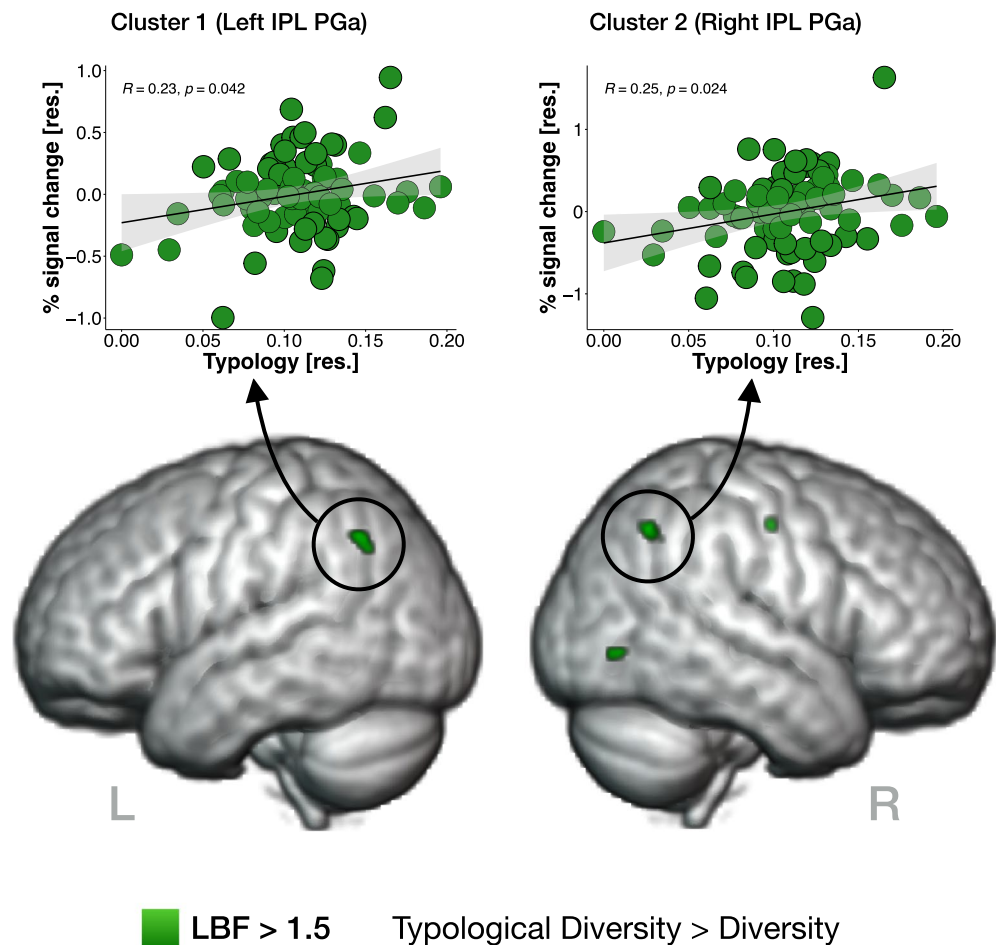 Cluster 1 (Left IPL PGa)
R = 0.23, p = 0.042
% signal change [res.]
1.0
0.5
0.0
−0.5
−1.0
0.00 0.05 0.10 0.15 0.20
Typology [res.]
Cluster 2 (Right IPL PGa)
R = 0.25, p = 0.024
% signal change [res.]
1
0
−1
0.00 0.05 0.10 0.15 0.20
Typology [res.]
L
R
LBF > 1.5 Typological Diversity > Diversity